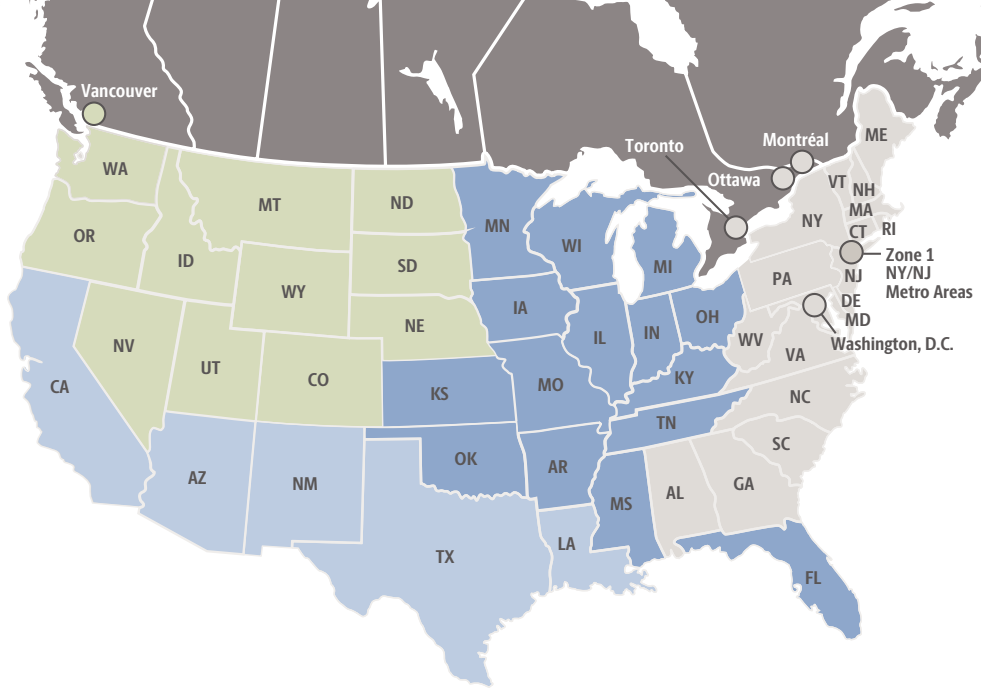 Vancouver
Toronto
Montréal
Ottawa
ME
WA
VT
NH
MT
ND
MA
NY
MN
CT
RI
OR
WI
Zone 1
NY/NJ
Metro Areas
ID
SD
MI
PA
NJ
WY
DE
IA
OH
MD
NE
Washington, D.C.
NV
IL
IN
WV
VA
UT
CO
KY
CA
MO
KS
NC
TN
SC
OK
AR
AZ
NM
GA
AL
MS
LA
TX
FL